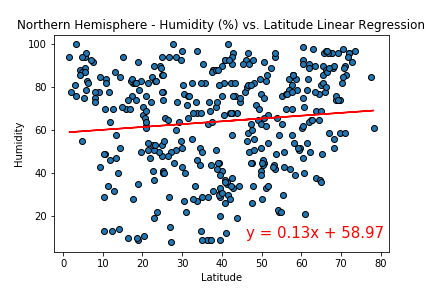 Northern Hemisphere - Humidity (%) vs. Latitude Linear Regression
100
80
60
40
20
Humidity
y = 0.13x + 58.97
0 10 20 30 40 50 60 70 80
Latitude